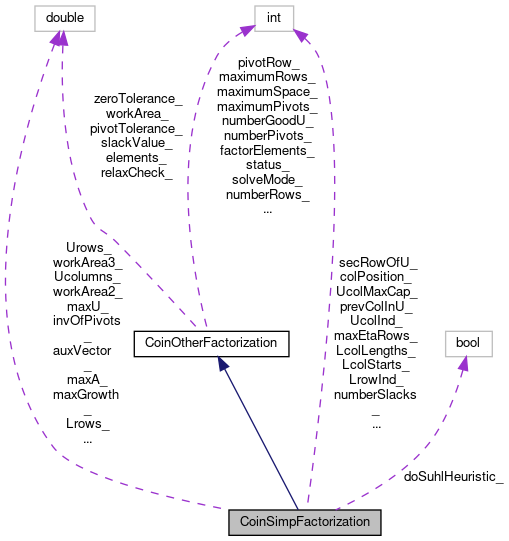 double
int
zeroTolerance_
workArea_
pivotTolerance_
slackValue_
elements_
relaxCheck_
pivotRow_
maximumRows_
maximumSpace_
maximumPivots_
numberGoodU_
numberPivots_
factorElements_
status_
solveMode_
numberRows_
...
Urows_
workArea3_
Ucolumns_
workArea2_
maxU_
invOfPivots
_
auxVector
_
maxA_
maxGrowth
_
Lrows_
...
CoinOtherFactorization
secRowOfU_
colPosition_
UcolMaxCap_
prevColInU_
UcolInd_
maxEtaRows_
LcolLengths_
LcolStarts_
LrowInd_
numberSlacks
_
...
bool
doSuhlHeuristic_
CoinSimpFactorization